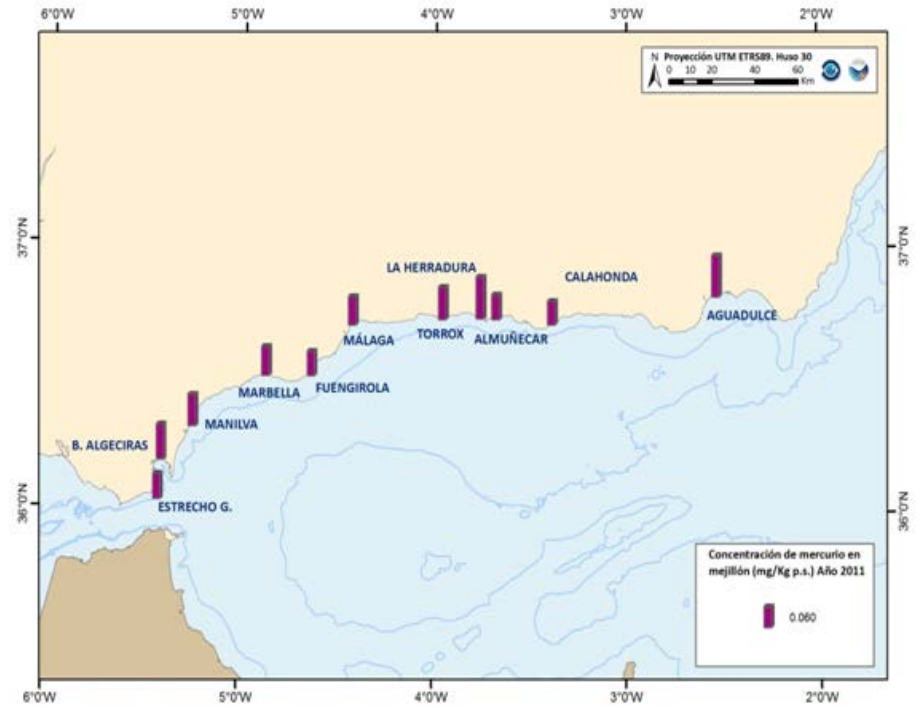 6°0'W 5°0'W 4°0'W 3°0'W 2°0'W
N Proyección UTM ETRS89. Huso 30
0 10 20 40 60
Km
37°0'N 37°0'N
LA HERRADURA
CALAHONDA
AGUADULCE
MÁLAGA
TORROX
ALMUÑECAR
MARBELLA
FUENGIROLA
MANILVA
B. ALGECIRAS
ESTRECHO G.
36°0'N 36°0'N
Concentración de mercurio en
mejillón (mg/Kg p.s.) Año 2011
0.060
6°0'W 5°0'W 4°0'W 3°0'W 2°0'W